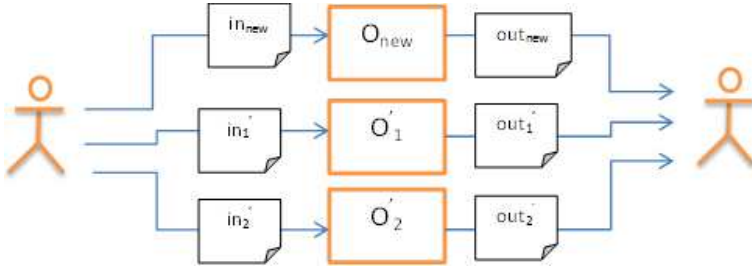 in_new O_new out_new
in_1' O'_1 out_1'
in_2' O'_2 out_2'